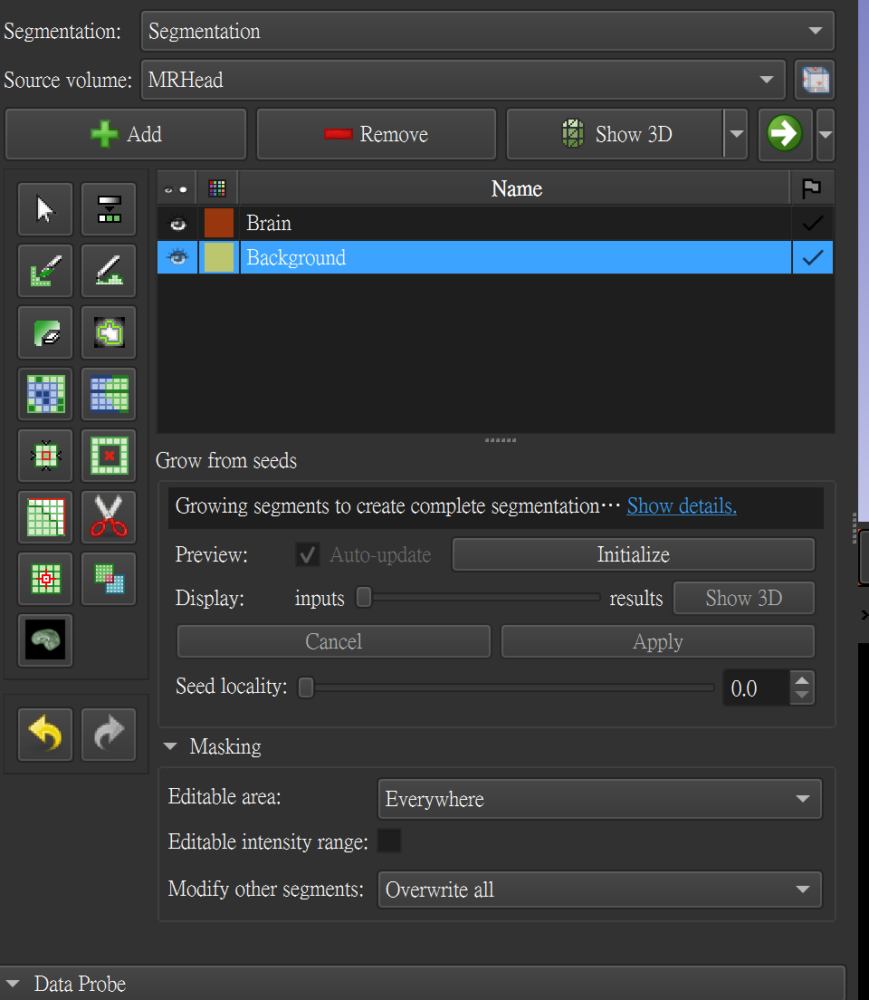 Segmentation: Segmentation
Source volume: MRHead
Add Remove Show 3D
Name
Brain
Background
Grow from seeds
Growing segments to create complete segmentation⋯ Show details.
Preview: Auto-update Initialize
Display: inputs results Show 3D
Cancel Apply
Seed locality: 0.0
Masking
Editable area: Everywhere
Editable intensity range:
Modify other segments: Overwrite all
Data Probe